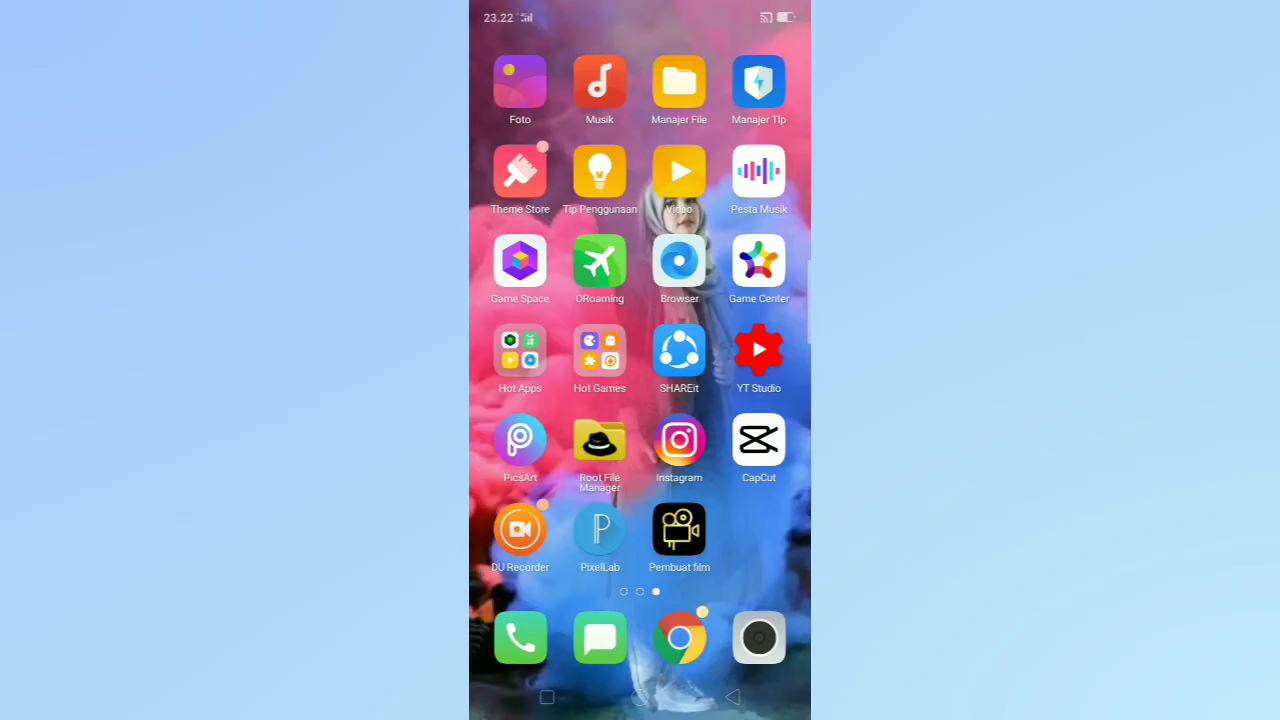 23.22
Foto
Musik
Manajer File
Manajer Tlp
Theme Store
Tip Penggunaan
Video
Pesta Musik
Game Space
ORoaming
Browser
Game Center
Hot Apps
Hot Games
SHAREit
YT Studio
PicsArt
Root File
Manager
Instagram
CapCut
DU Recorder
PixelLab
Pembuat film